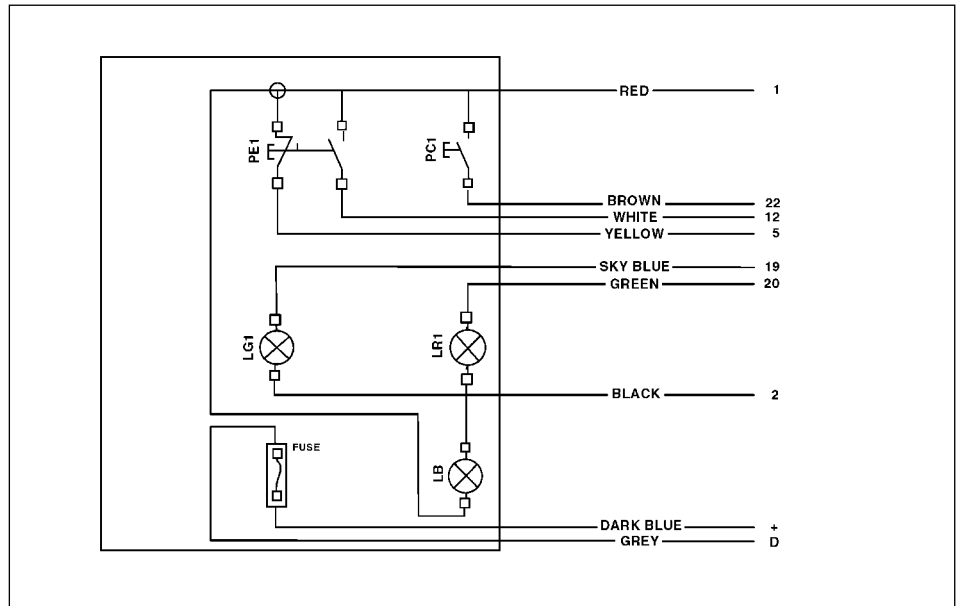 RED 1
PE1
PC1
BROWN 22
WHITE 12
YELLOW 5
SKY BLUE 19
GREEN 20
LG1
LR1
BLACK 2
FUSE
LB
DARK BLUE +
GREY D